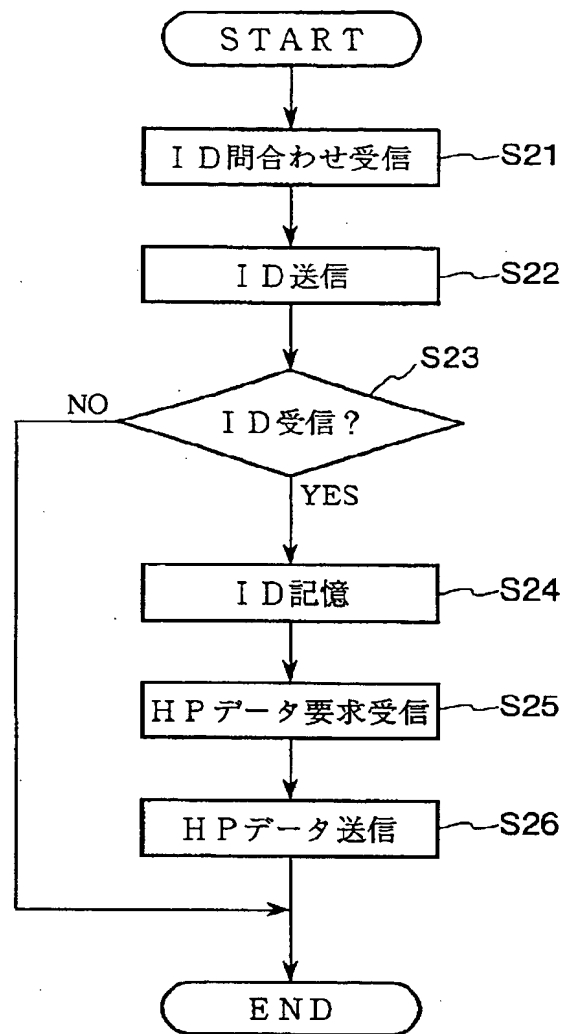 START
ID問合わせ受信
S21
ID送信
S22
S23
ID受信？
NO
YES
ID記憶
S24
HPデータ要求受信
S25
HPデータ送信
S26
END